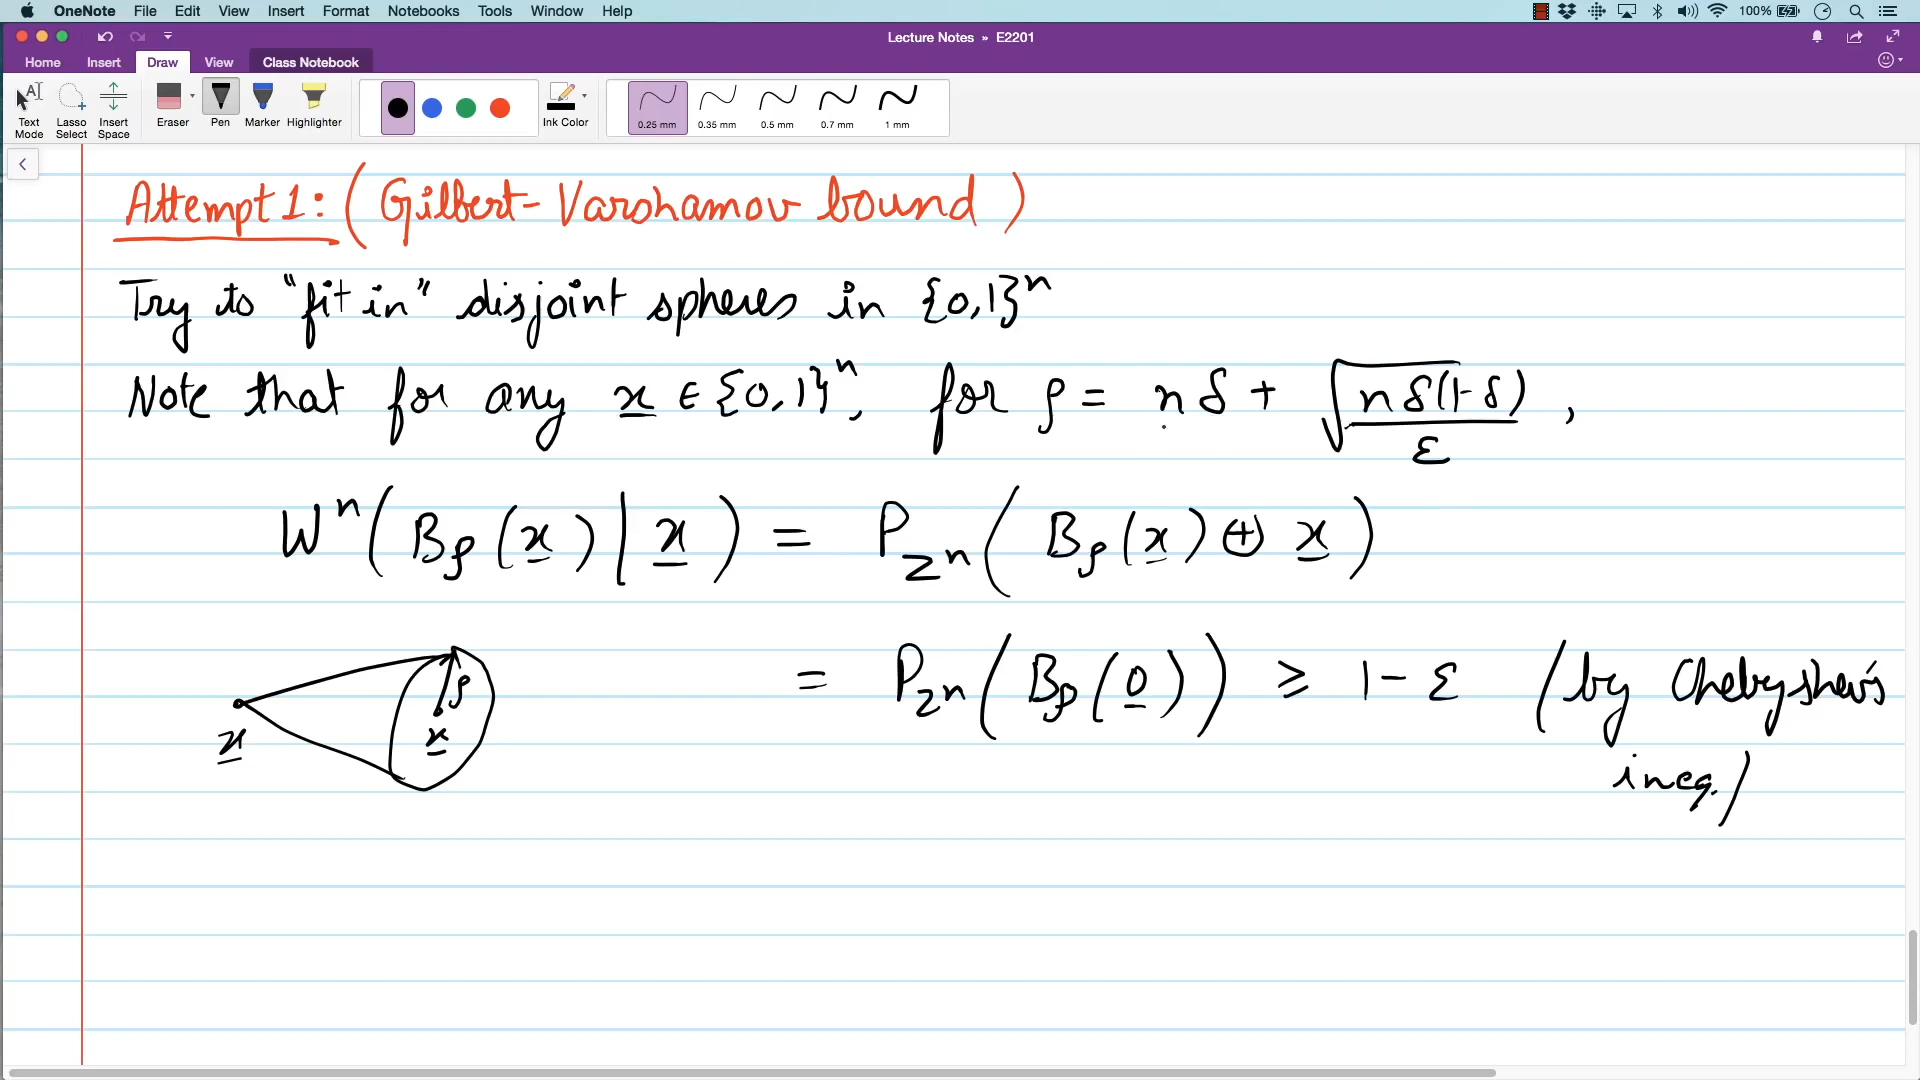 OneNote File Edit View Insert Format Notebooks Tools Window Help 100%
Lecture Notes » E2201
Home Insert Draw View Class Notebook
Text Mode Lasso Select Insert Space Eraser Pen Marker Highlighter Ink Color 0.25 mm 0.35 mm 0.5 mm 0.7 mm 1 mm
Attempt 1: ( Gilbert-Varshamov bound )
Try to "fit in" disjoint spheres in {0,1}^n
Note that for any x ∈ {0,1}^n, for ρ = nδ + √(nδ(1-δ)/ε) ,
W^n ( B_ρ (x) | x ) = P_{Z^n} ( B_ρ (x) ⊕ x )
= P_{Z^n} ( B_ρ (0) ) ≥ 1 - ε (by Chebyshev's
ineq.)
ρ
x x